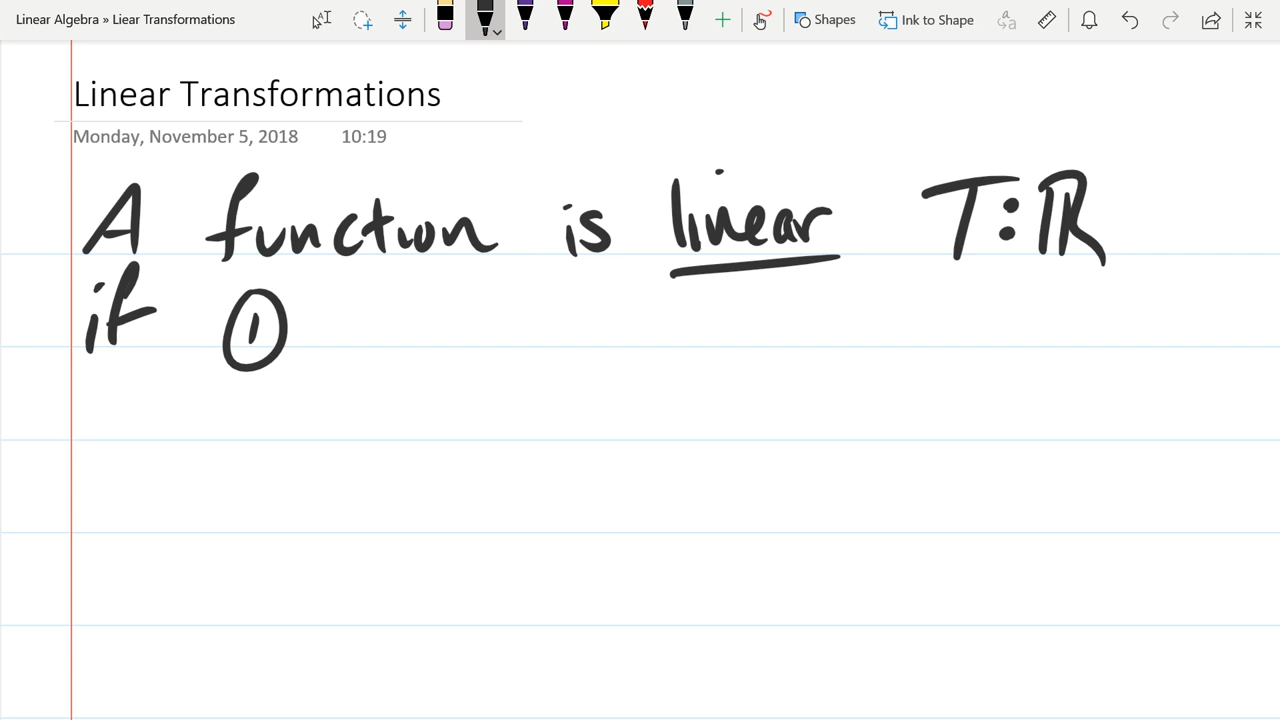 Linear Algebra » Liear Transformations
Shapes
Ink to Shape
Linear Transformations
Monday, November 5, 2018 10:19
A function is linear T:ℝ
if ①